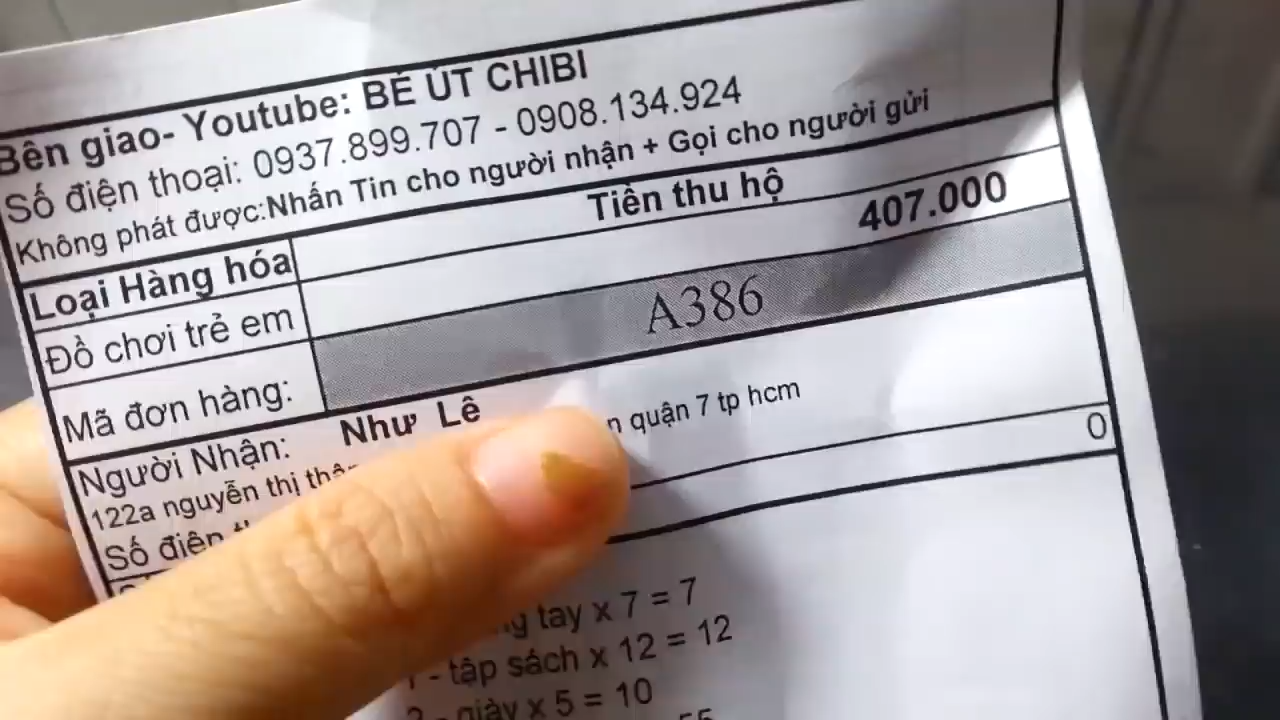 Bên giao- Youtube: BÉ ÚT CHIBI
Số điện thoại: 0937.899.707 - 0908.134.924
Không phát được:Nhấn Tin cho người nhận + Gọi cho người gửi
Loại Hàng hóa
Tiền thu hộ
Đồ chơi trẻ em
407.000
Mã đơn hàng:
A386
Người Nhận: Như Lê
122a nguyễn thị quận 7 tp hcm
Số điện
0
tay x 7 = 7
- tập sách x 12 = 12
- giày x 5 = 10